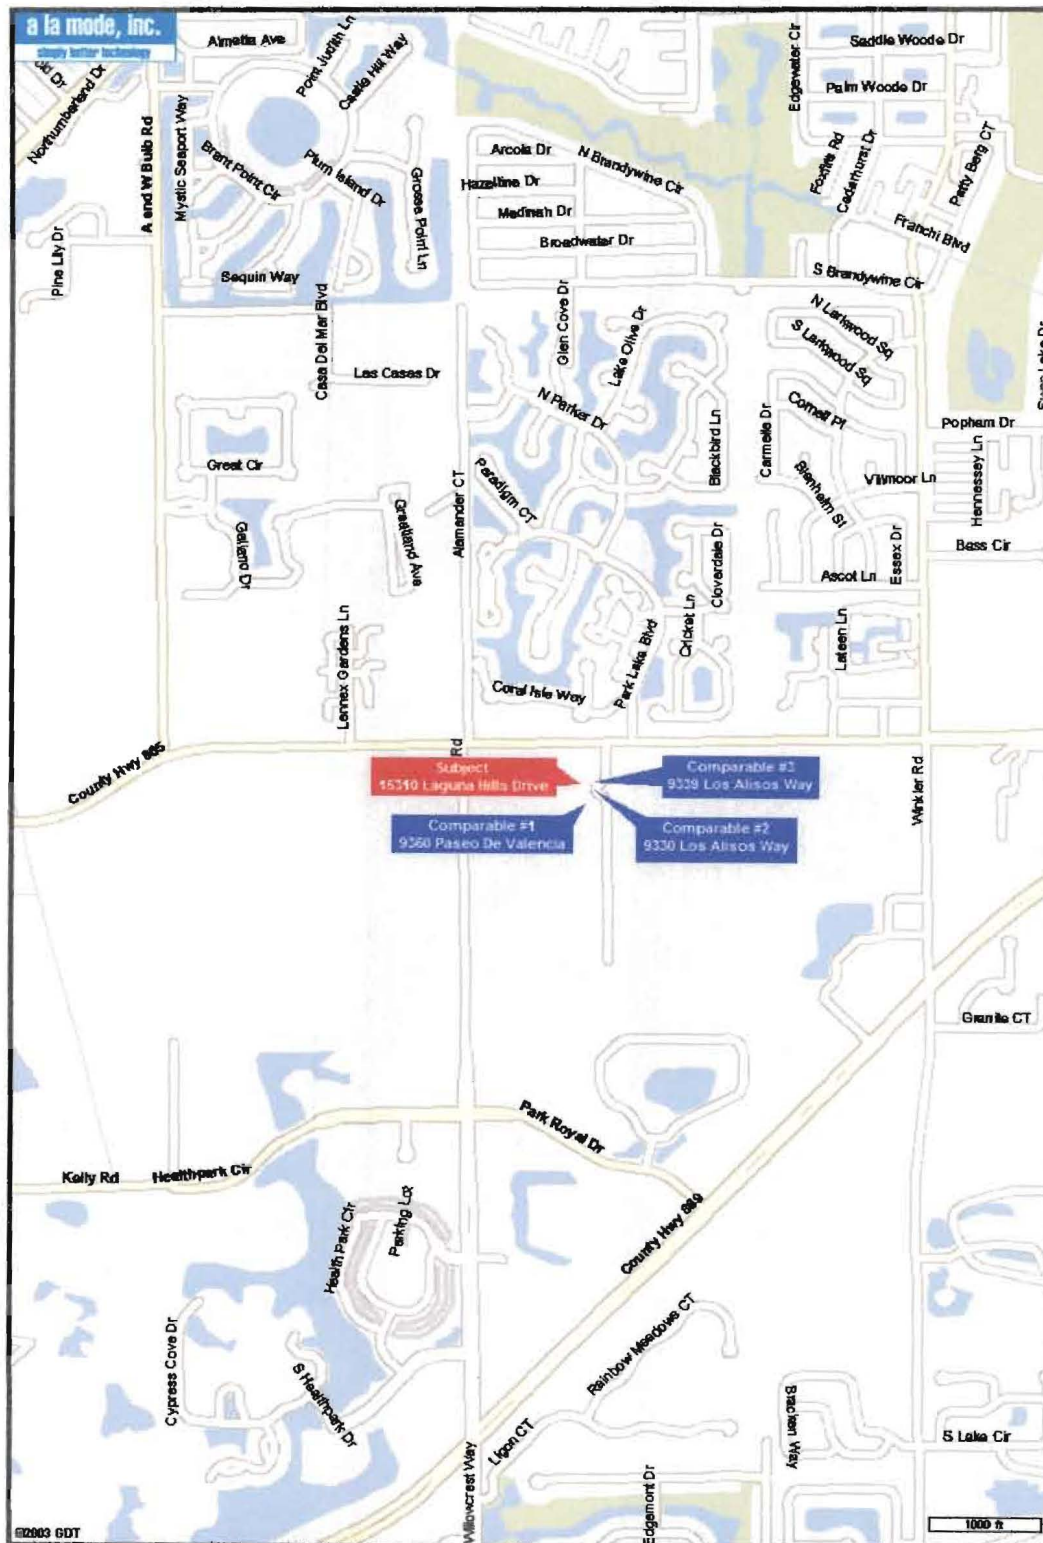 a la mode, inc.
simply better technology
Almetia Ave
Point Judith Ln
Castle Hill Way
Edgewater Cir
Saddle Woode Dr
Palm Woode Dr
Northumberland Dr
A and W Bulb Rd
Mystic Seaport Way
Brant Point Cir
Plum Island Dr
Grosse Point Ln
Arcola Dr
N Brandywine Cir
Hazeltine Dr
Medinah Dr
Broadwater Dr
Foxfire Rd
Cedarhurst Dr
Patty Berg CT
Franchi Blvd
Pine Lily Dr
Sequin Way
S Brandywine Cir
Casa Del Mar Blvd
Las Casas Dr
Glen Cove Dr
Lake Olive Dr
N Larkwood Sq
S Larkwood Sq
Swan Lake Dr
N Parker Dr
Blackbird Ln
Carmelle Dr
Cornell Pl
Popham Dr
Great Cir
Alamander CT
Paradigm CT
Blenheim St
Villmoor Ln
Hennessey Ln
Galiano Dr
Greatland Ave
Cloverdale Dr
Essex Dr
Bass Cir
Ascot Ln
Lennex Gardens Ln
Park Lake Blvd
Cricket Ln
Lateen Ln
Coral Isle Way
County Hwy 865
Rd
Subject
15310 Laguna Hills Drive
Comparable #3
9339 Los Alisos Way
Comparable #1
9360 Paseo De Valencia
Comparable #2
9330 Los Alisos Way
Winkler Rd
Granite CT
Park Royal Dr
Kelly Rd
Healthpark Cir
Health Park Cir
Parking Lot
County Hwy 869
Cypress Cove Dr
S Healthpark Dr
Rainbow Meadows CT
Ligon CT
Willowcrest Way
Edgemont Dr
Bracken Way
S Lake Cir
©2003 GDT
1000 ft